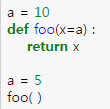 a = 10
def foo(x=a) :
    return x

a = 5
foo( )